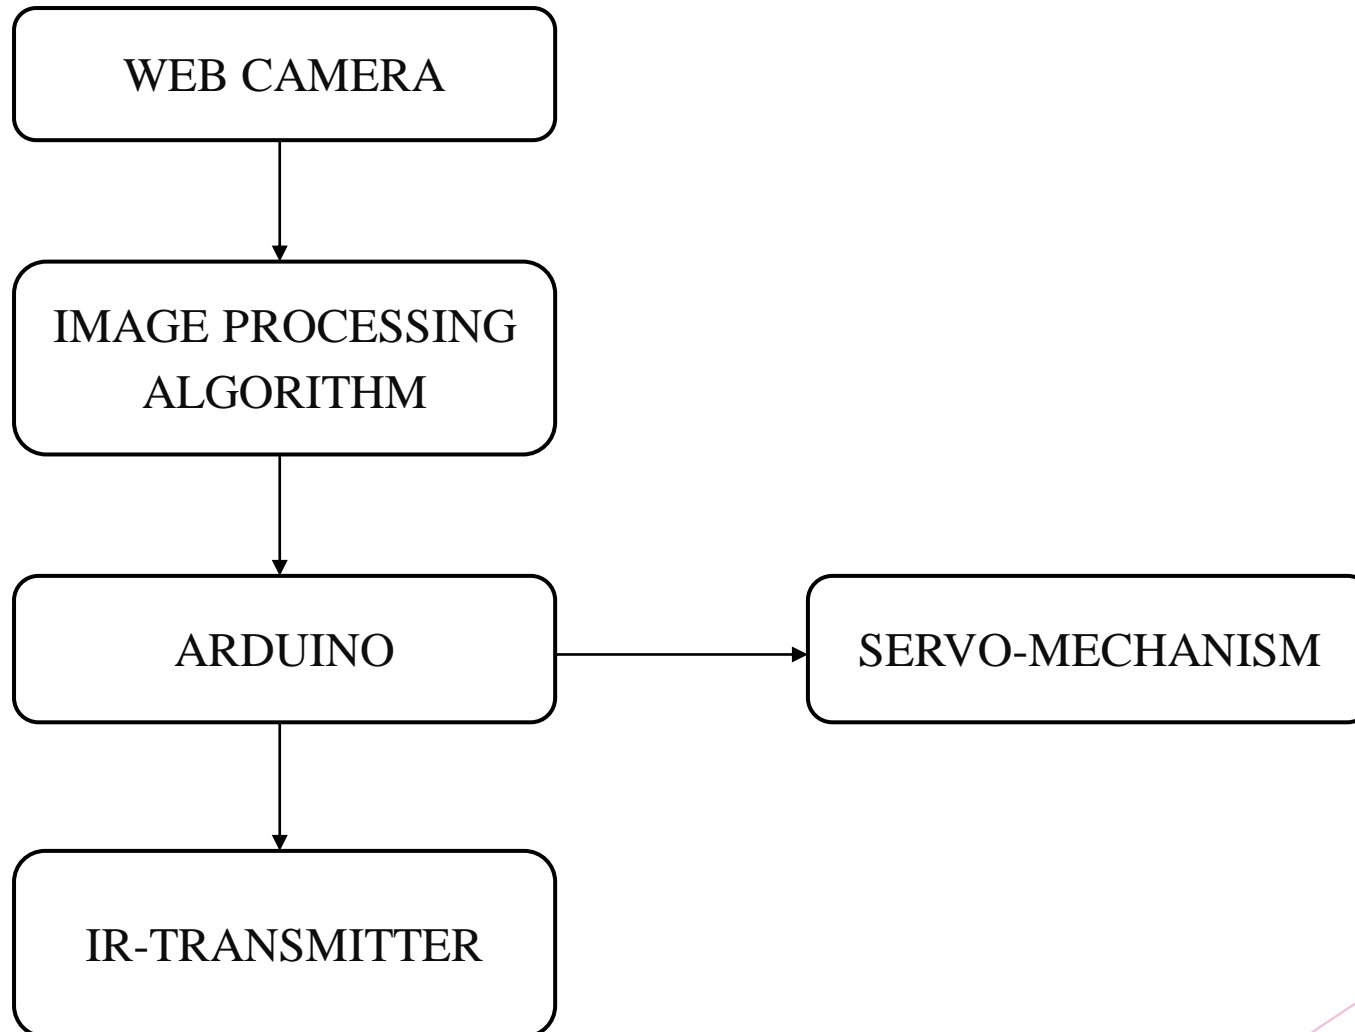 WEB CAMERA
IMAGE PROCESSING
ALGORITHM
ARDUINO
SERVO-MECHANISM
IR-TRANSMITTER